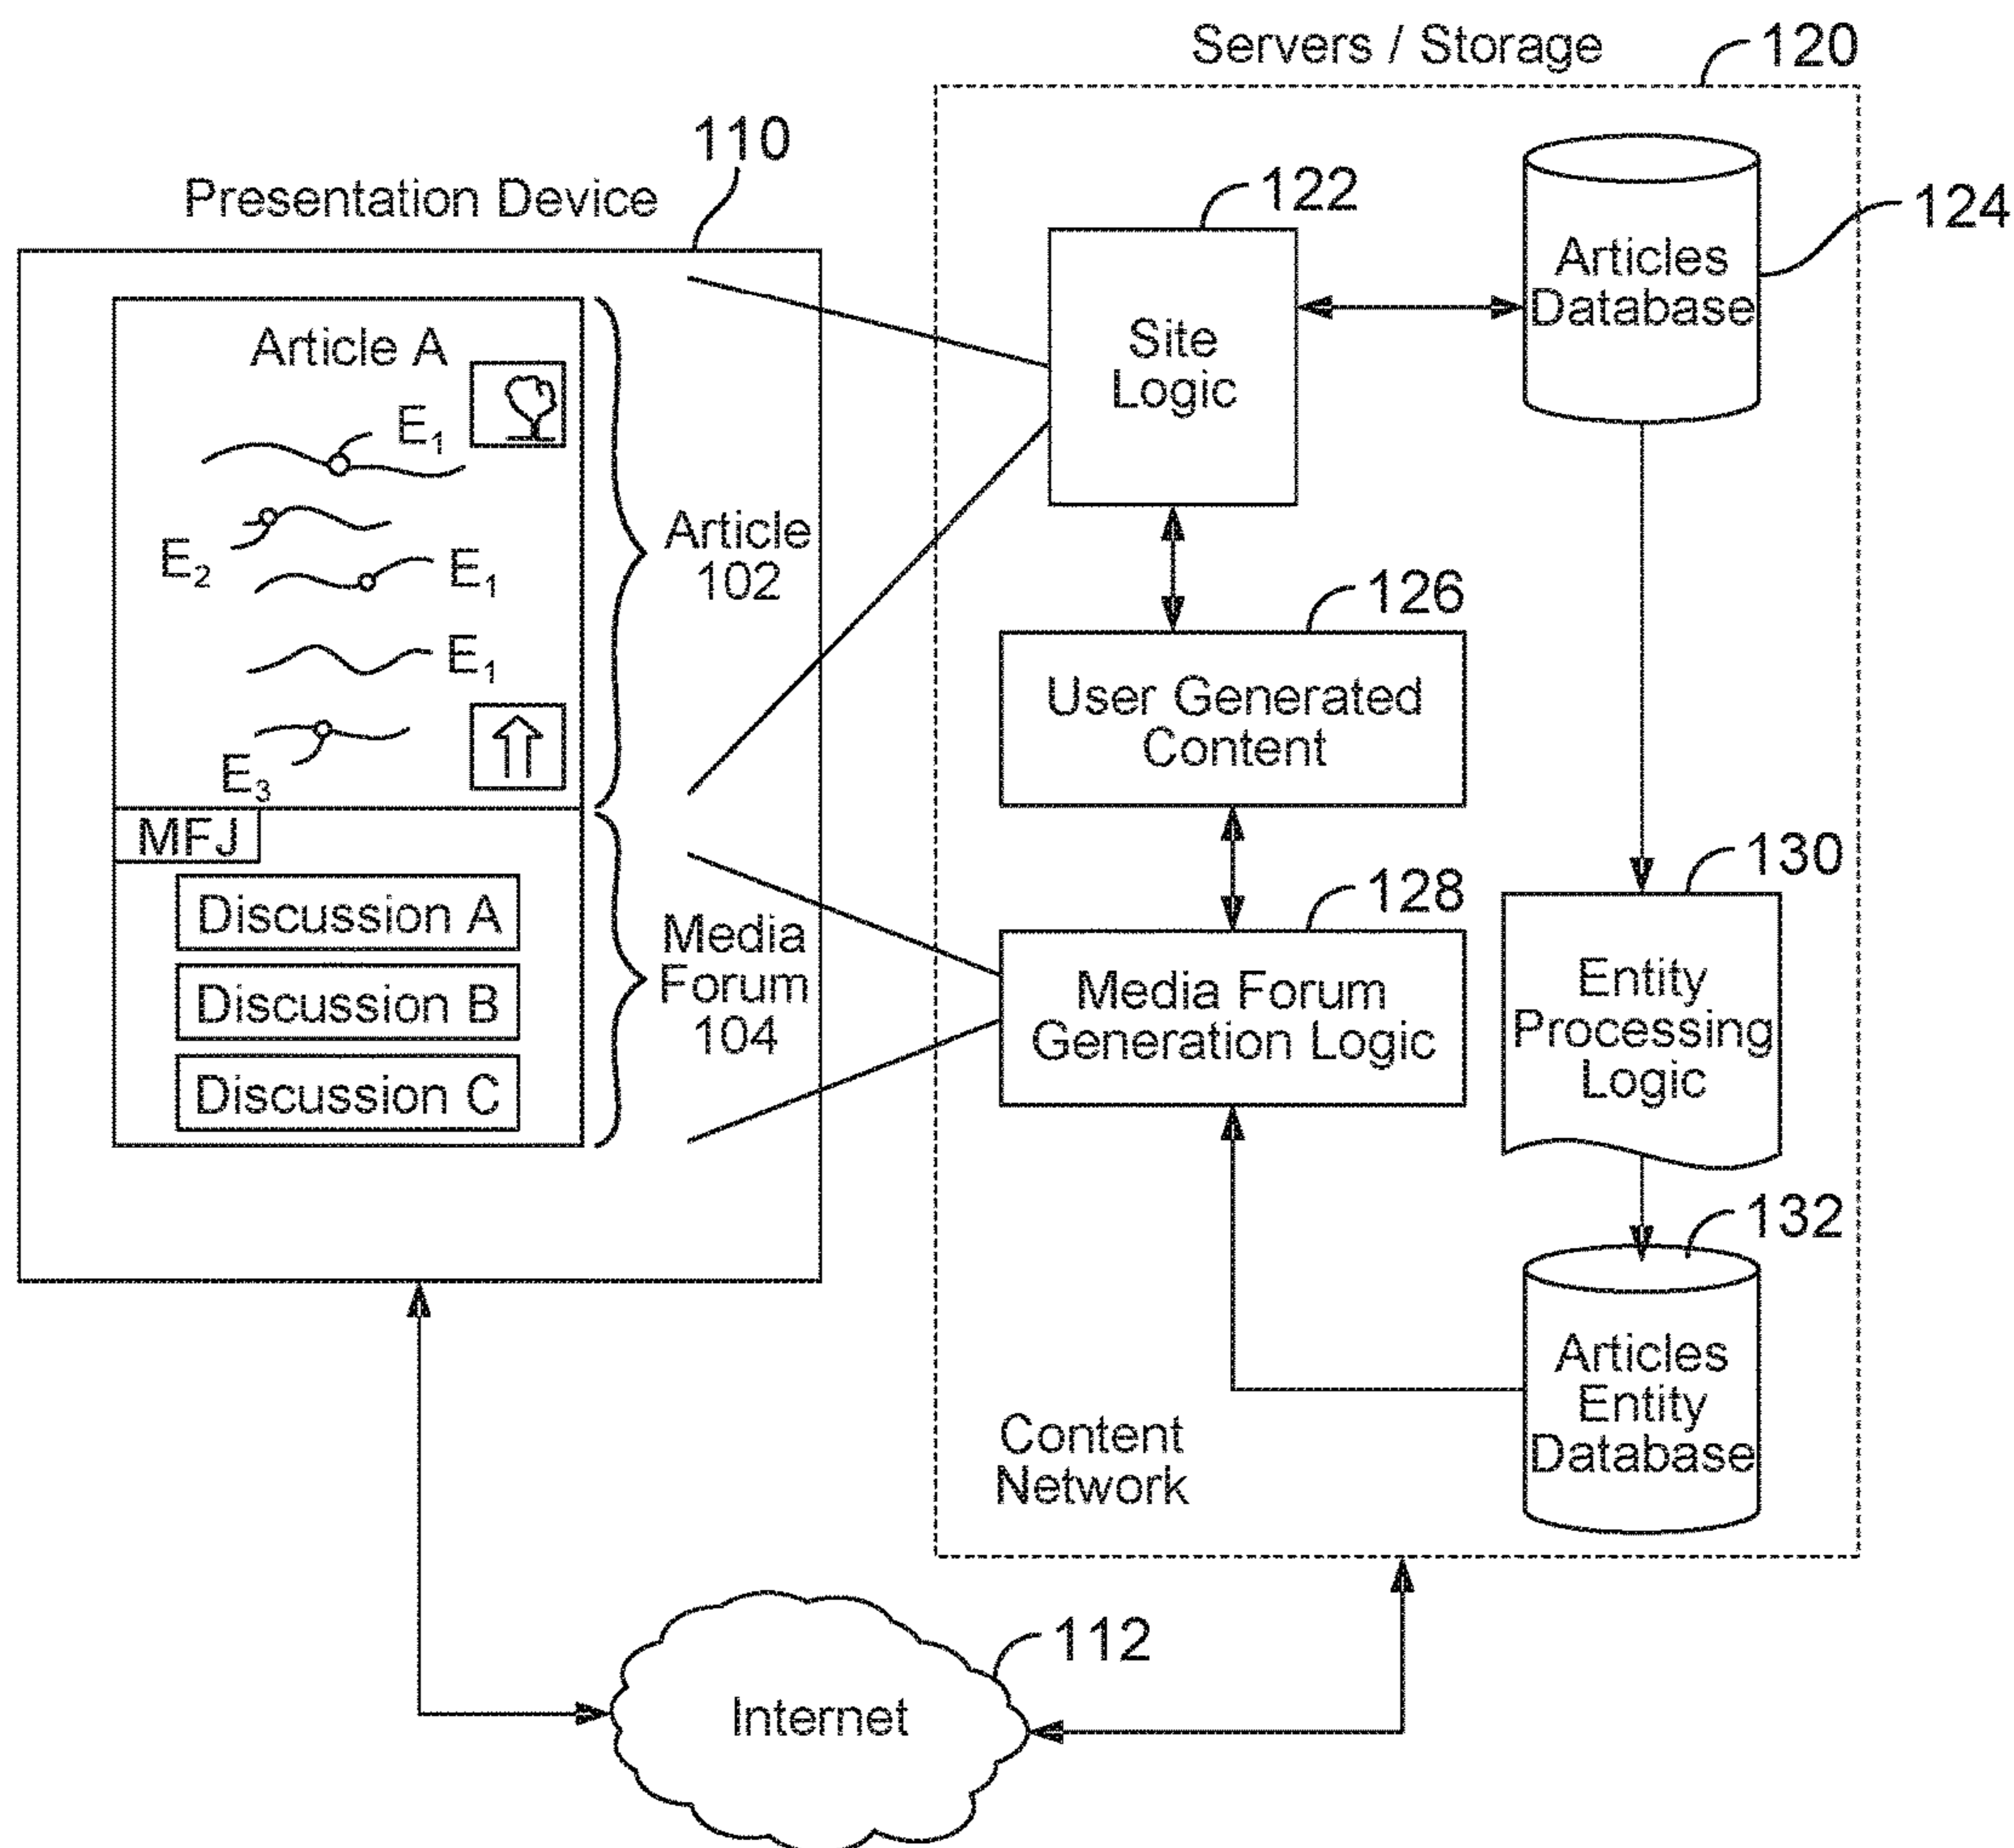 Servers / Storage
120
110
Presentation Device
122
124
Articles
Database
Site
Logic
Article A
E1
E2
E1
E1
E3
Article
102
126
User Generated
Content
MFJ
Discussion A
Discussion B
Discussion C
Media
Forum
104
128
Media Forum
Generation Logic
130
Entity
Processing
Logic
132
Articles
Entity
Database
Content
Network
112
Internet